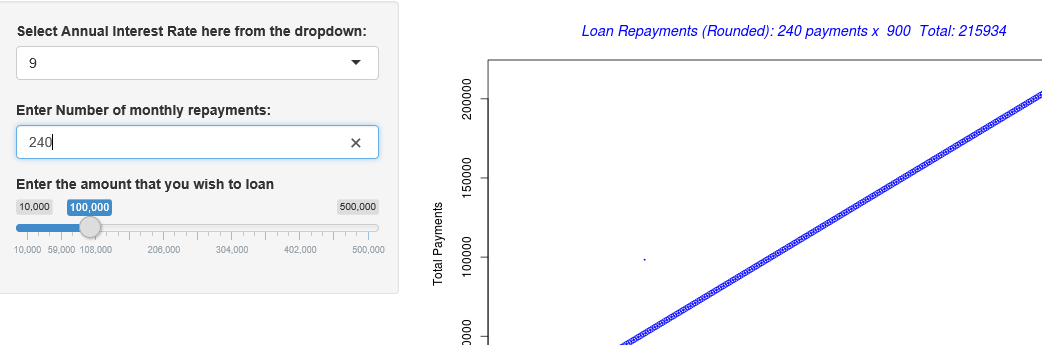 Select Annual Interest Rate here from the dropdown:
9
Enter Number of monthly repayments:
240
Enter the amount that you wish to loan
10,000 100,000 500,000
10,000 59,000 108,000 206,000 304,000 402,000 500,000
Loan Repayments (Rounded): 240 payments x 900 Total: 215934
Total Payments
200000
150000
100000